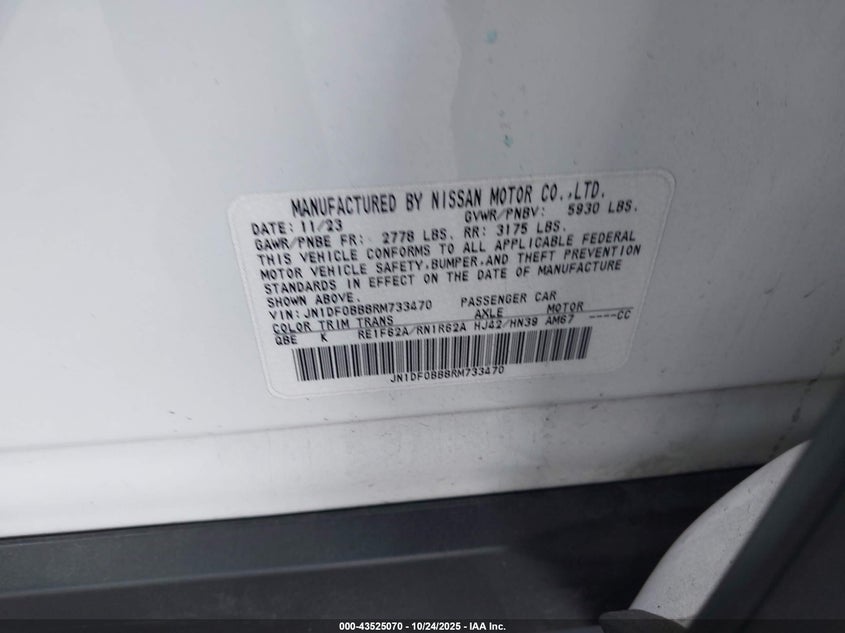 MANUFACTURED BY NISSAN MOTOR CO.,LTD.
DATE: 11/23 GVWR/PNBV: 5930 LBS.
GAWR/PNBE FR: 2778 LBS. RR: 3175 LBS.
THIS VEHICLE CONFORMS TO ALL APPLICABLE FEDERAL
MOTOR VEHICLE SAFETY,BUMPER,AND THEFT PREVENTION
STANDARDS IN EFFECT ON THE DATE OF MANUFACTURE
SHOWN ABOVE.
VIN: JN1DF0BB8RM733470 PASSENGER CAR
COLOR TRIM TRANS AXLE MOTOR
QBE K RE1F62A/RN1R62A HJ42/HN39 AM67 ----CC
JN1DF0BB8RM733470
000-43525070 - 10/24/2025 - IAA Inc.